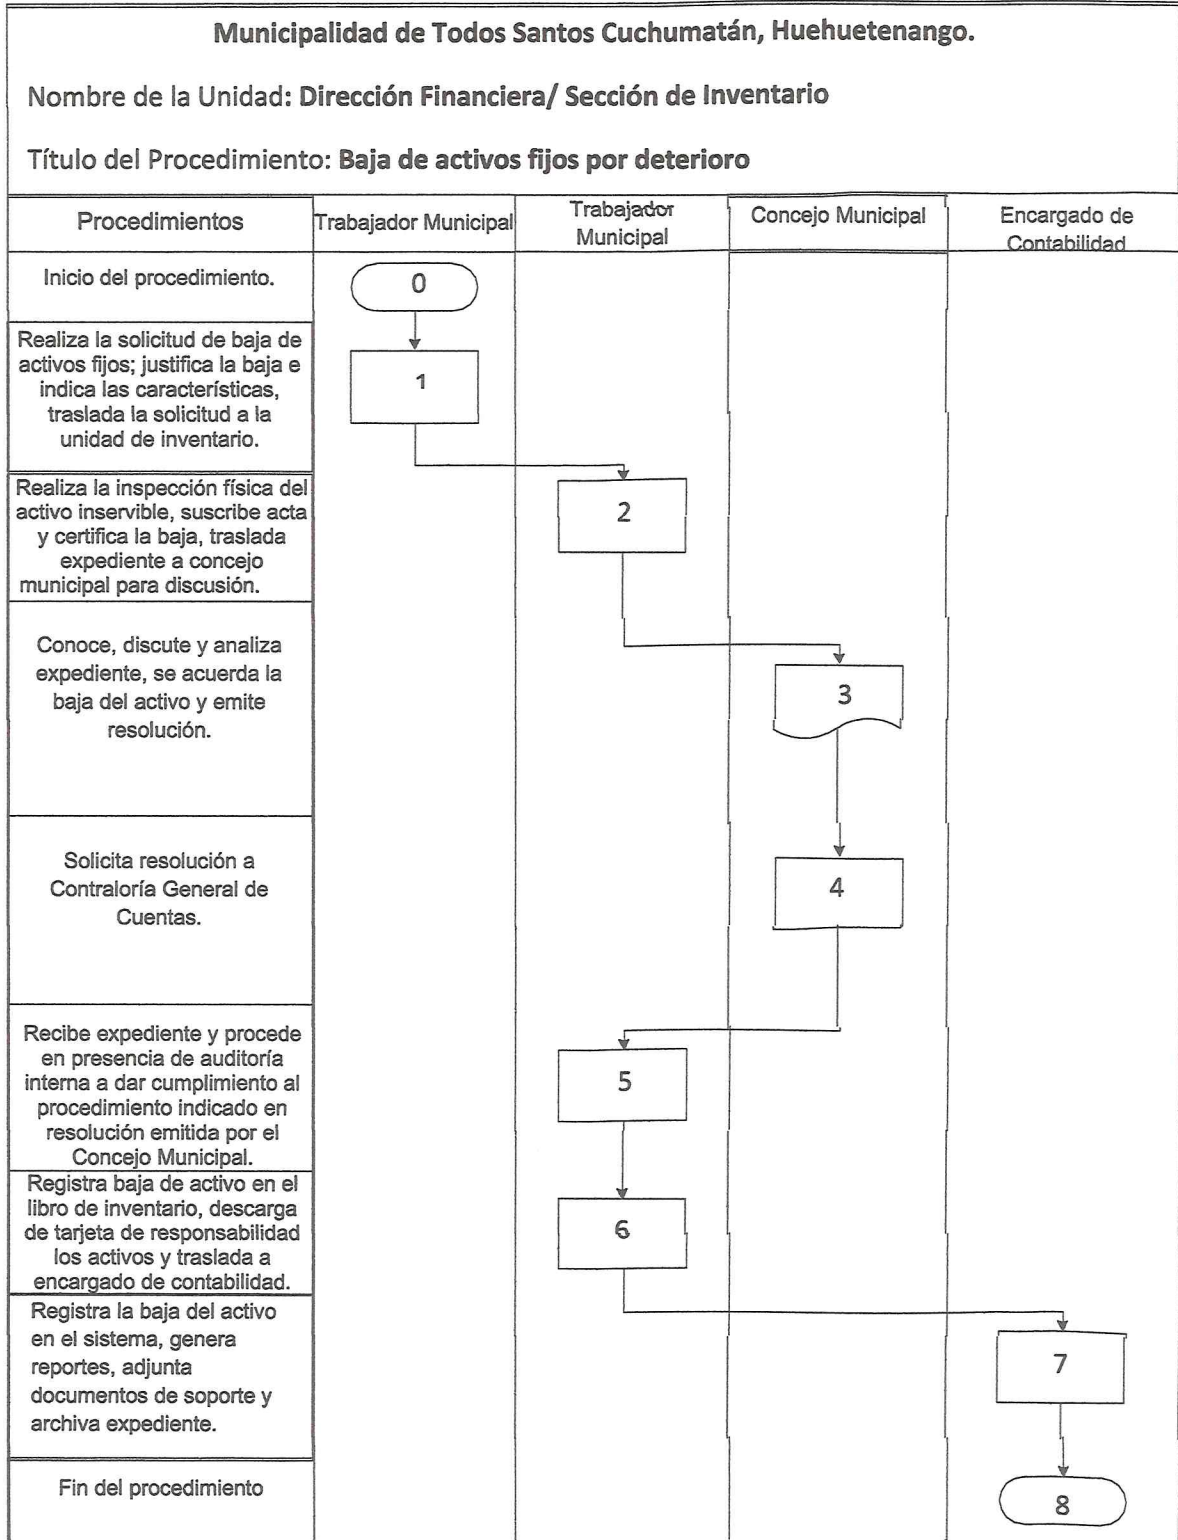 Municipalidad de Todos Santos Cuchumatán, Huehuetenango.
Nombre de la Unidad: Dirección Financiera/ Sección de Inventario
Título del Procedimiento: Baja de activos fijos por deterioro
Procedimientos
Trabajador Municipal
Trabajador
Municipal
Concejo Municipal
Encargado de
Contabilidad
Inicio del procedimiento.
0
Realiza la solicitud de baja de
activos fijos; justifica la baja e
indica las características,
traslada la solicitud a la
unidad de inventario.
1
Realiza la inspección física del
activo inservible, suscribe acta
y certifica la baja, traslada
expediente a concejo
municipal para discusión.
2
Conoce, discute y analiza
expediente, se acuerda la
baja del activo y emite
resolución.
3
Solicita resolución a
Contraloría General de
Cuentas.
4
Recibe expediente y procede
en presencia de auditoría
interna a dar cumplimiento al
procedimiento indicado en
resolución emitida por el
Concejo Municipal.
5
Registra baja de activo en el
libro de inventario, descarga
de tarjeta de responsabilidad
los activos y traslada a
encargado de contabilidad.
6
Registra la baja del activo
en el sistema, genera
reportes, adjunta
documentos de soporte y
archiva expediente.
7
Fin del procedimiento
8